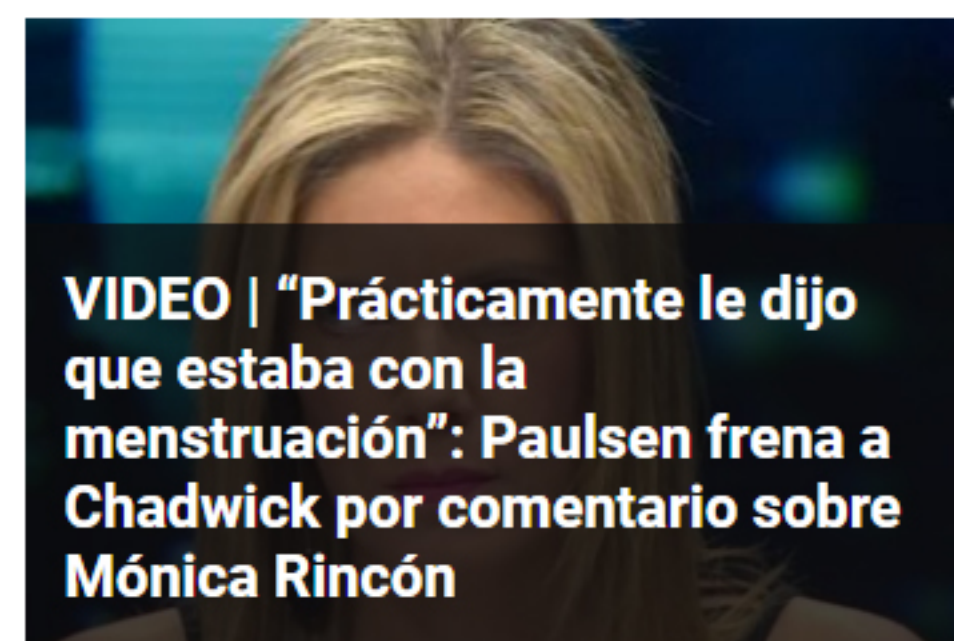 VIDEO | “Prácticamente le dijo
que estaba con la
menstruación”: Paulsen frena a
Chadwick por comentario sobre
Mónica Rincón